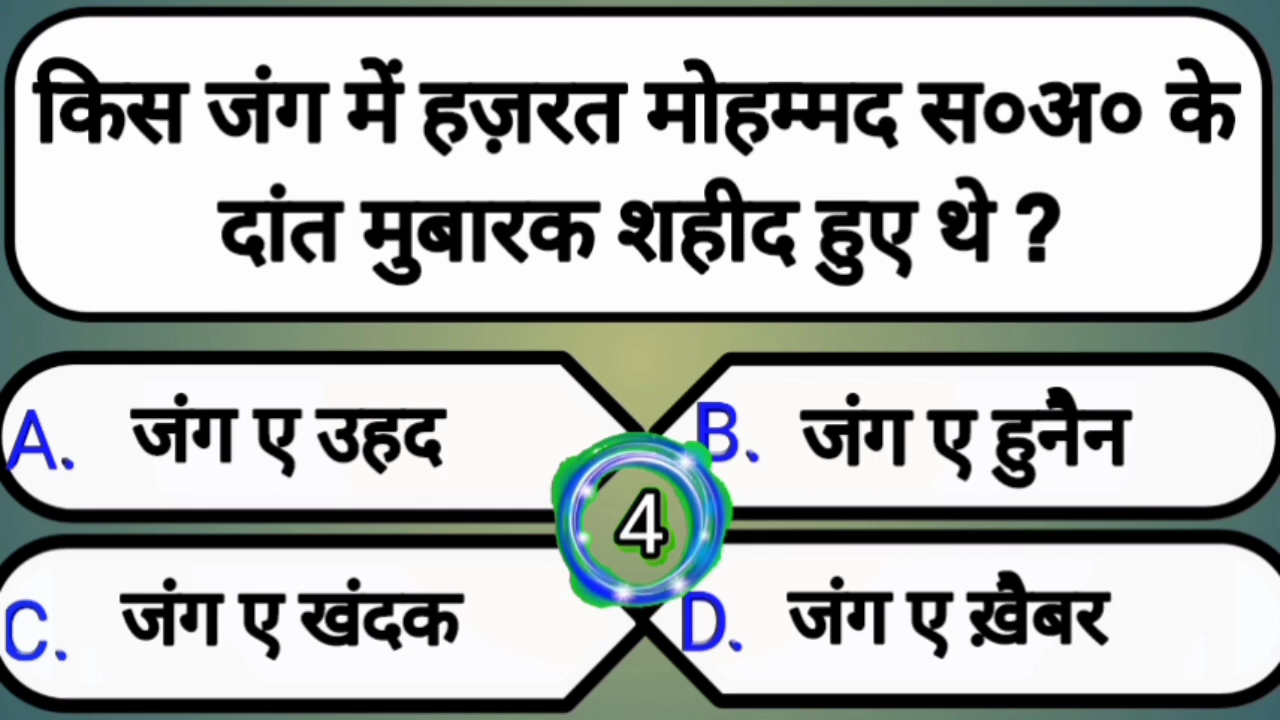 किस जंग में हज़रत मोहम्मद स०अ० के
दांत मुबारक शहीद हुए थे ?
A. जंग ए उहद
B. जंग ए हुनैन
4
C. जंग ए खंदक
D. जंग ए ख़ैबर